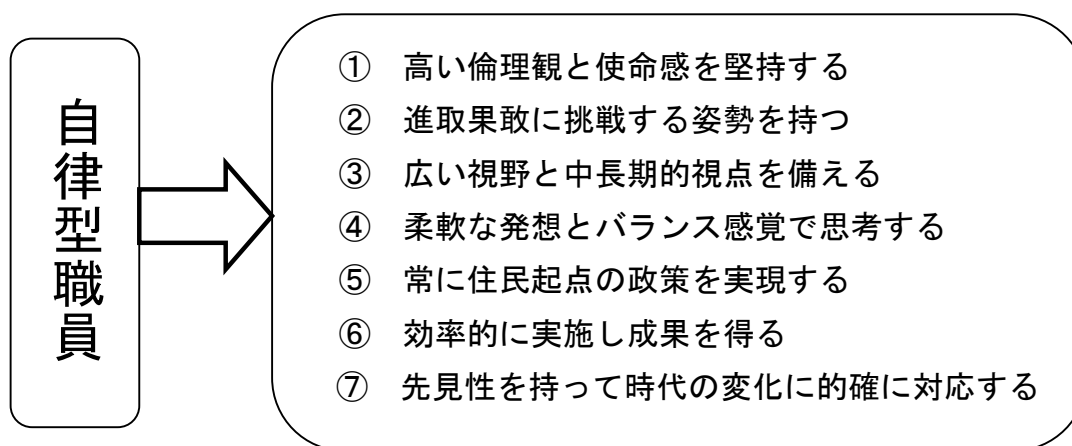 自律型職員
① 高い倫理観と使命感を堅持する
② 進取果敢に挑戦する姿勢を持つ
③ 広い視野と中長期的視点を備える
④ 柔軟な発想とバランス感覚で思考する
⑤ 常に住民起点の政策を実現する
⑥ 効率的に実施し成果を得る
⑦ 先見性を持って時代の変化に的確に対応する